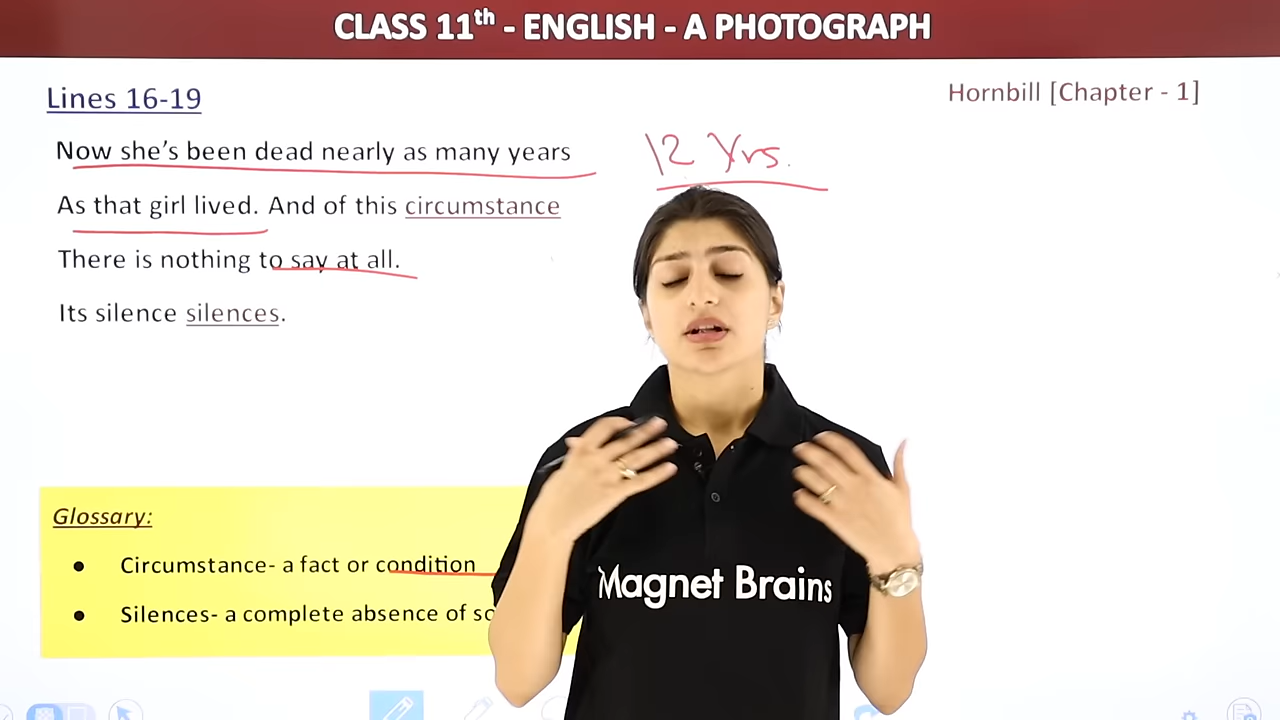 CLASS 11th - ENGLISH - A PHOTOGRAPH
Lines 16-19
Hornbill [Chapter - 1]
Now she's been dead nearly as many years
12 Yrs.
As that girl lived. And of this circumstance
There is nothing to say at all.
Its silence silences.
Glossary:
● Circumstance- a fact or condition
● Silences- a complete absence of
Magnet Brains